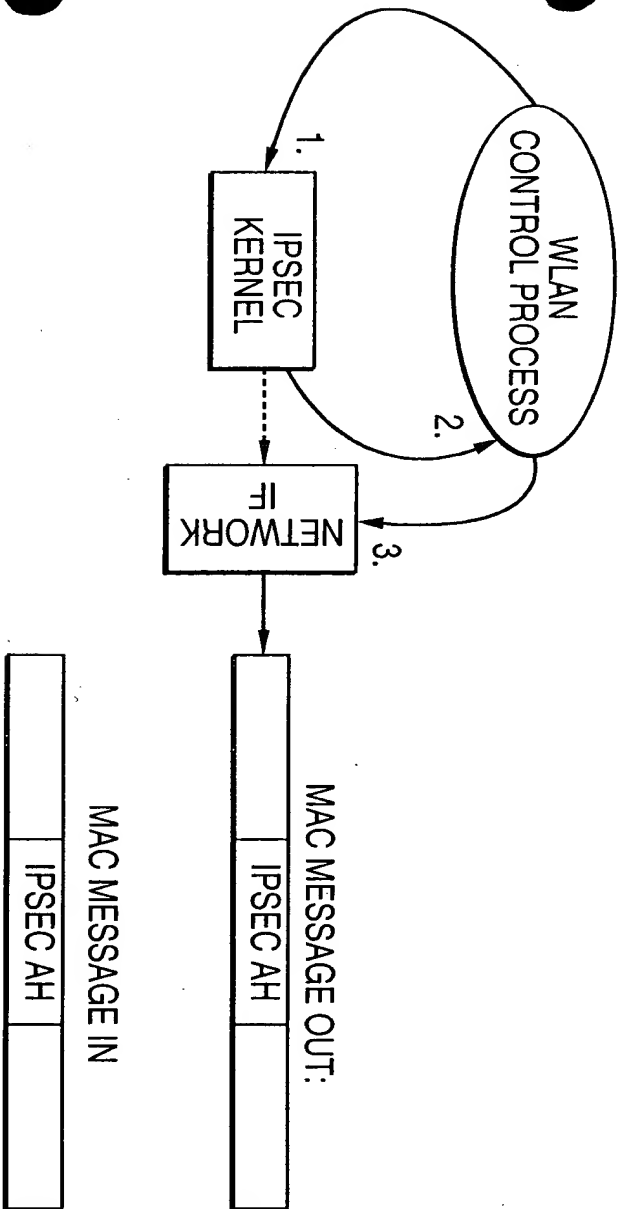 WLAN
CONTROL PROCESS
1.
IPSEC
KERNEL
2.
3.
NETWORK
IF
MAC MESSAGE OUT:
IPSEC AH
MAC MESSAGE IN
IPSEC AH